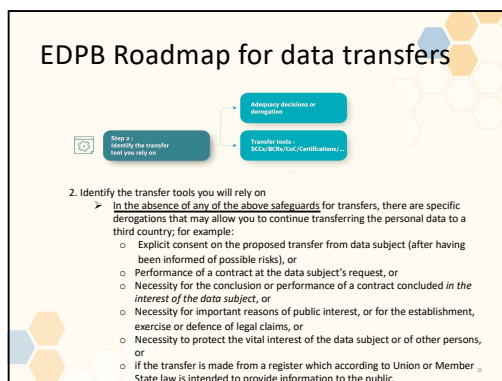 EDPB Roadmap for data transfers
Adequacy decisions or
derogation
Step 2 :
Identify the transfer
tool you rely on
Transfer tools :
SCCs/BCRs/CoC/Certifications/...
2. Identify the transfer tools you will rely on
➢ In the absence of any of the above safeguards for transfers, there are specific
derogations that may allow you to continue transferring the personal data to a
third country; for example:
o Explicit consent on the proposed transfer from data subject (after having
been informed of possible risks), or
o Performance of a contract at the data subject's request, or
o Necessity for the conclusion or performance of a contract concluded in the
interest of the data subject, or
o Necessity for important reasons of public interest, or for the establishment,
exercise or defence of legal claims, or
o Necessity to protect the vital interest of the data subject or of other persons,
or
o if the transfer is made from a register which according to Union or Member
State law is intended to provide information to the public.